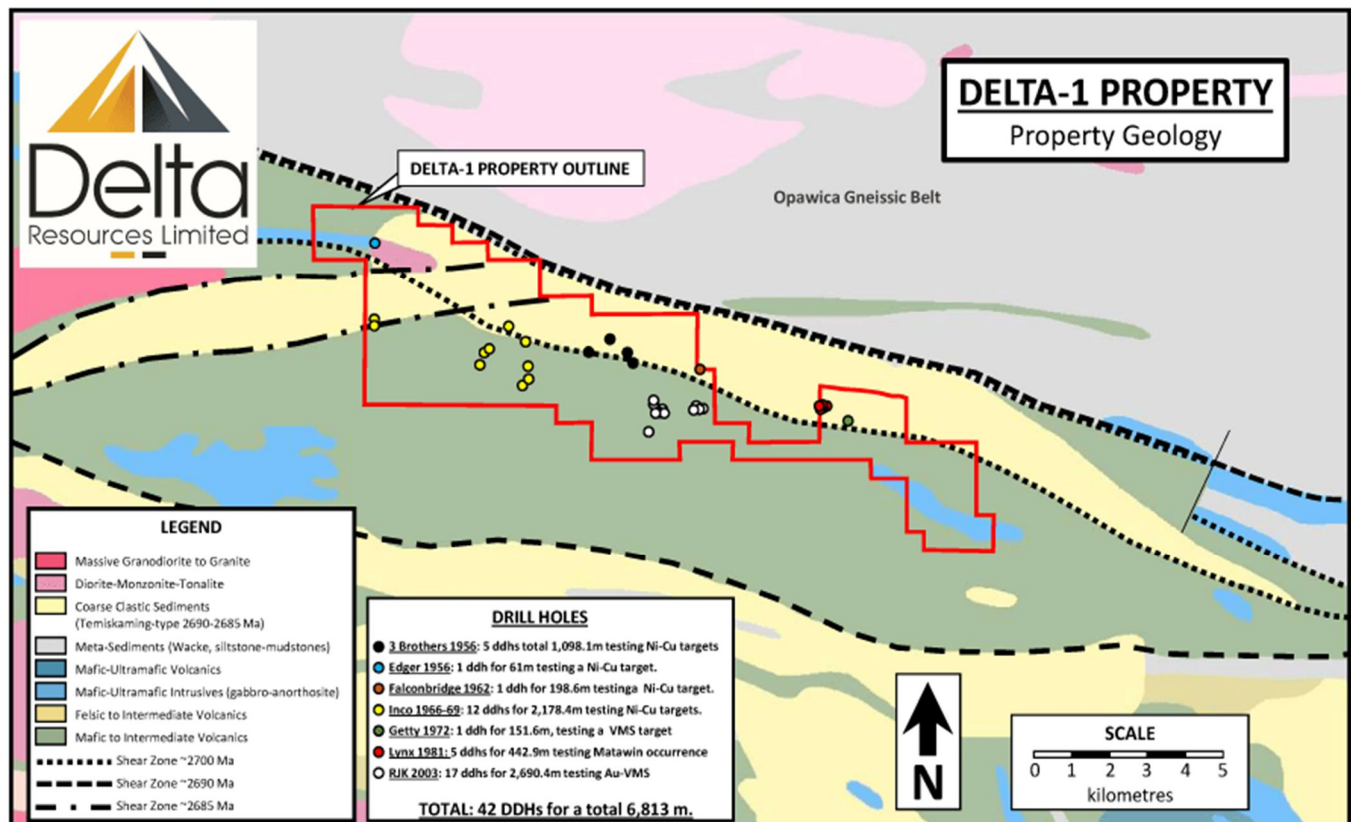 Delta
Resources Limited
DELTA-1 PROPERTY
Property Geology
DELTA-1 PROPERTY OUTLINE
Opawica Gneissic Belt
LEGEND
Massive Granodiorite to Granite
Diorite-Monzonite-Tonalite
Coarse Clastic Sediments
(Temiskaming-type 2690-2685 Ma)
Meta-Sediments (Wacke, siltstone-mudstones)
Mafic-Ultramafic Volcanics
Mafic-Ultramafic Intrusives (gabbro-anorthosite)
Felsic to Intermediate Volcanics
Mafic to Intermediate Volcanics
Shear Zone ~2700 Ma
Shear Zone ~2690 Ma
Shear Zone ~2685 Ma
DRILL HOLES
3 Brothers 1956: 5 ddhs total 1,098.1m testing Ni-Cu targets
Edger 1956: 1 ddh for 61m testing a Ni-Cu target.
Falconbridge 1962: 1 ddh for 198.6m testinga Ni-Cu target.
Inco 1966-69: 12 ddhs for 2,178.4m testing Ni-Cu targets.
Getty 1972: 1 ddh for 151.6m, testing a VMS target
Lynx 1981: 5 ddhs for 442.9m testing Matawin occurrence
RJK 2003: 17 ddhs for 2,690.4m testing Au-VMS
TOTAL: 42 DDHs for a total 6,813 m.
N
SCALE
0 1 2 3 4 5
kilometres